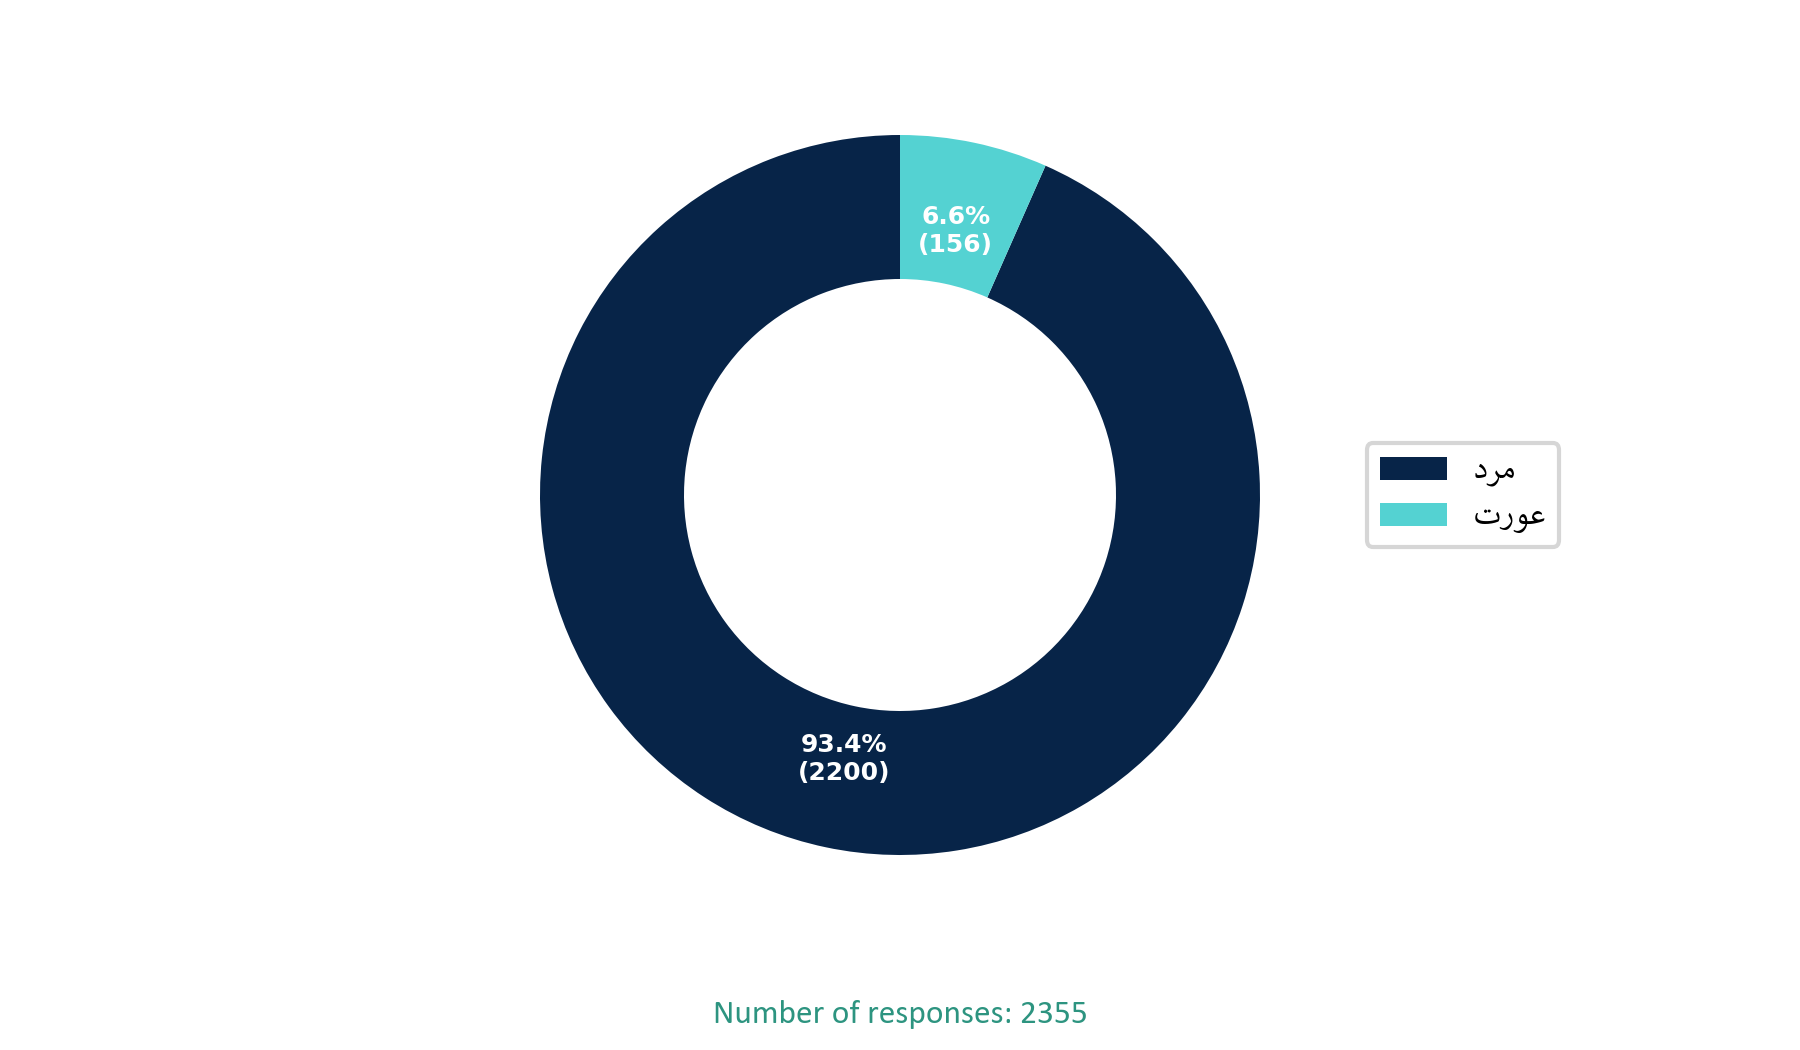 6.6%
(156)
مرد
عورت
93.4%
(2200)
Number of responses: 2355